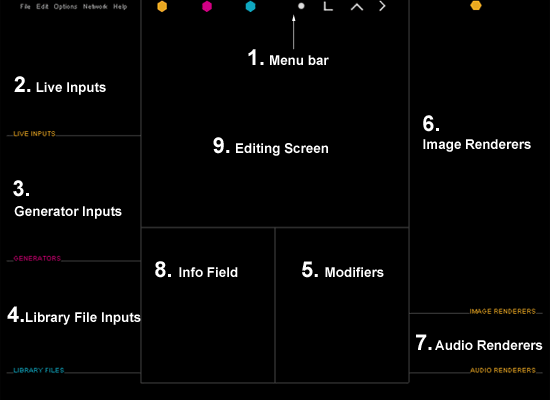 File Edit Options Network Help
1. Menu bar
2. Live Inputs
LIVE INPUTS
3.
Generator Inputs
GENERATORS
4.Library File Inputs
LIBRARY FILES
9. Editing Screen
8. Info Field
5. Modifiers
6.
Image Renderers
IMAGE RENDERERS
7. Audio Renderers
AUDIO RENDERERS